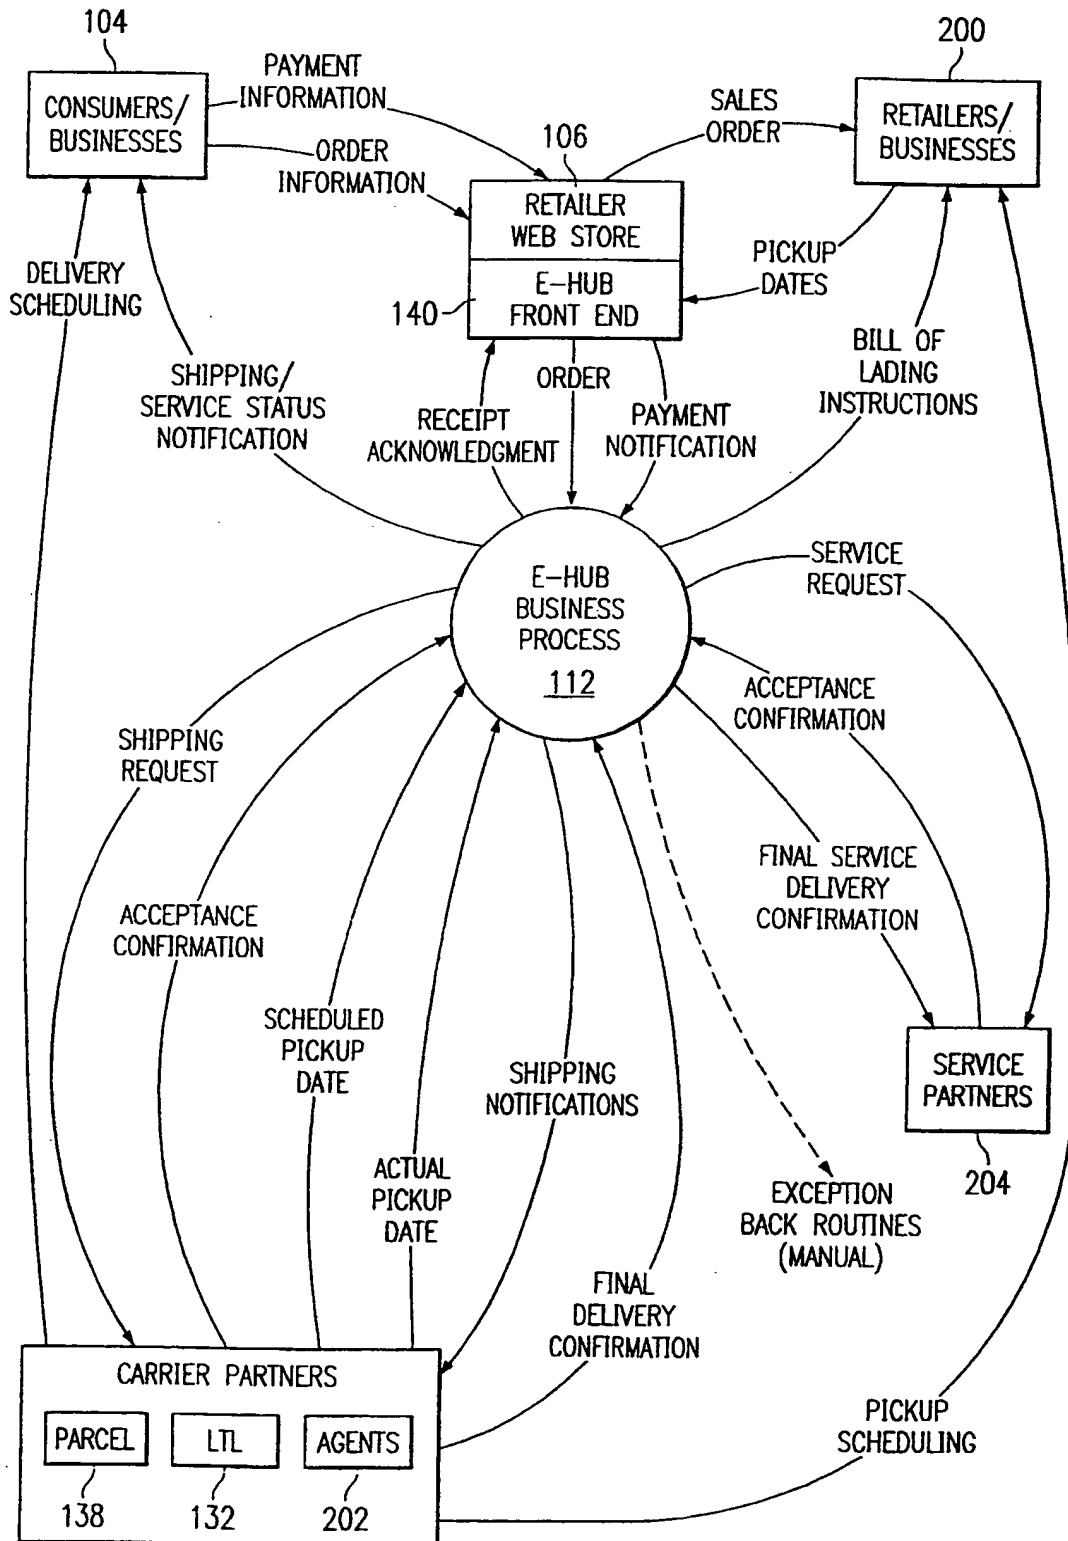 104
200
PAYMENT
INFORMATION
CONSUMERS/
BUSINESSES
SALES
ORDER
RETAILERS/
BUSINESSES
106
ORDER
INFORMATION
RETAILER
WEB STORE
E-HUB
FRONT END
140
PICKUP
DATES
DELIVERY
SCHEDULING
SHIPPING/
SERVICE STATUS
NOTIFICATION
RECEIPT
ACKNOWLEDGMENT
ORDER
PAYMENT
NOTIFICATION
BILL OF
LADING
INSTRUCTIONS
E-HUB
BUSINESS
PROCESS
112
SERVICE
REQUEST
ACCEPTANCE
CONFIRMATION
SHIPPING
REQUEST
FINAL SERVICE
DELIVERY
CONFIRMATION
ACCEPTANCE
CONFIRMATION
SCHEDULED
PICKUP
DATE
SHIPPING
NOTIFICATIONS
SERVICE
PARTNERS
204
ACTUAL
PICKUP
DATE
EXCEPTION
BACK ROUTINES
(MANUAL)
FINAL
DELIVERY
CONFIRMATION
CARRIER PARTNERS
PARCEL
LTL
AGENTS
138
132
202
PICKUP
SCHEDULING